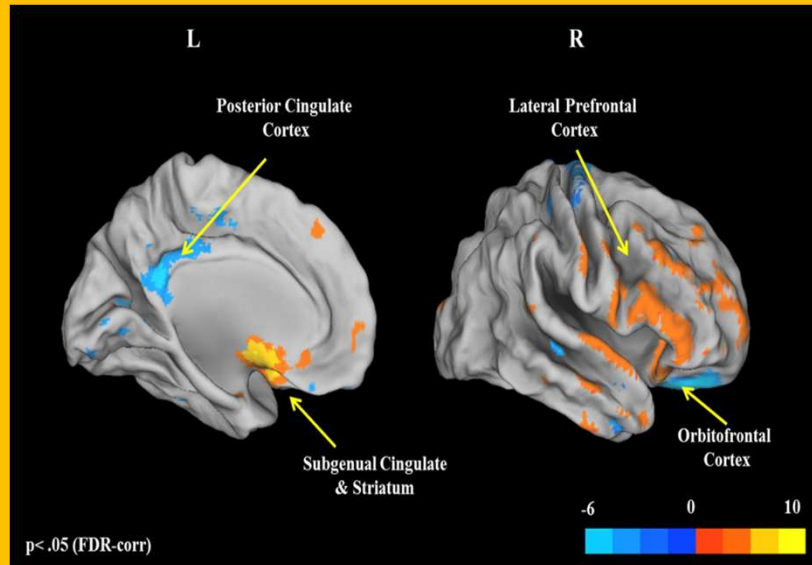 L
R
Posterior Cingulate
Cortex
Lateral Prefrontal
Cortex
Subgenual Cingulate
& Striatum
Orbitofrontal
Cortex
-6 0 10
p< .05 (FDR-corr)